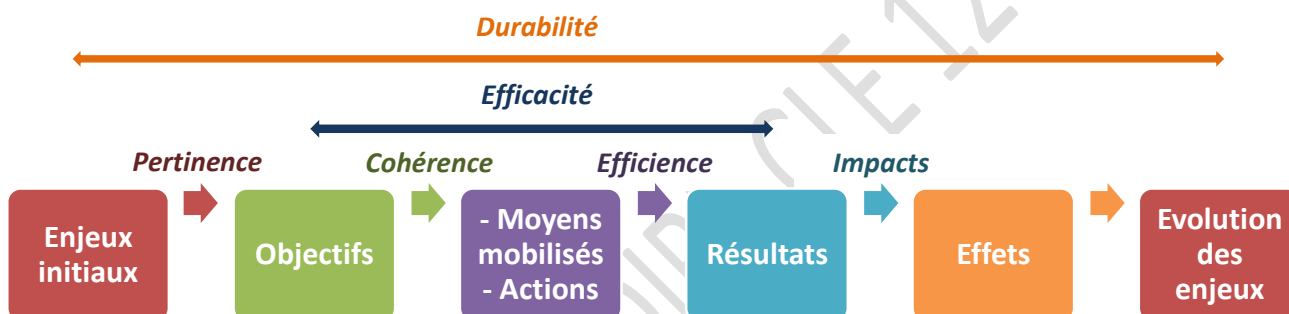 Durabilité
Efficacité
Pertinence
Cohérence
Efficience
Impacts
Enjeux
initiaux
Objectifs
- Moyens
mobilisés
- Actions
Résultats
Effets
Evolution
des
enjeux